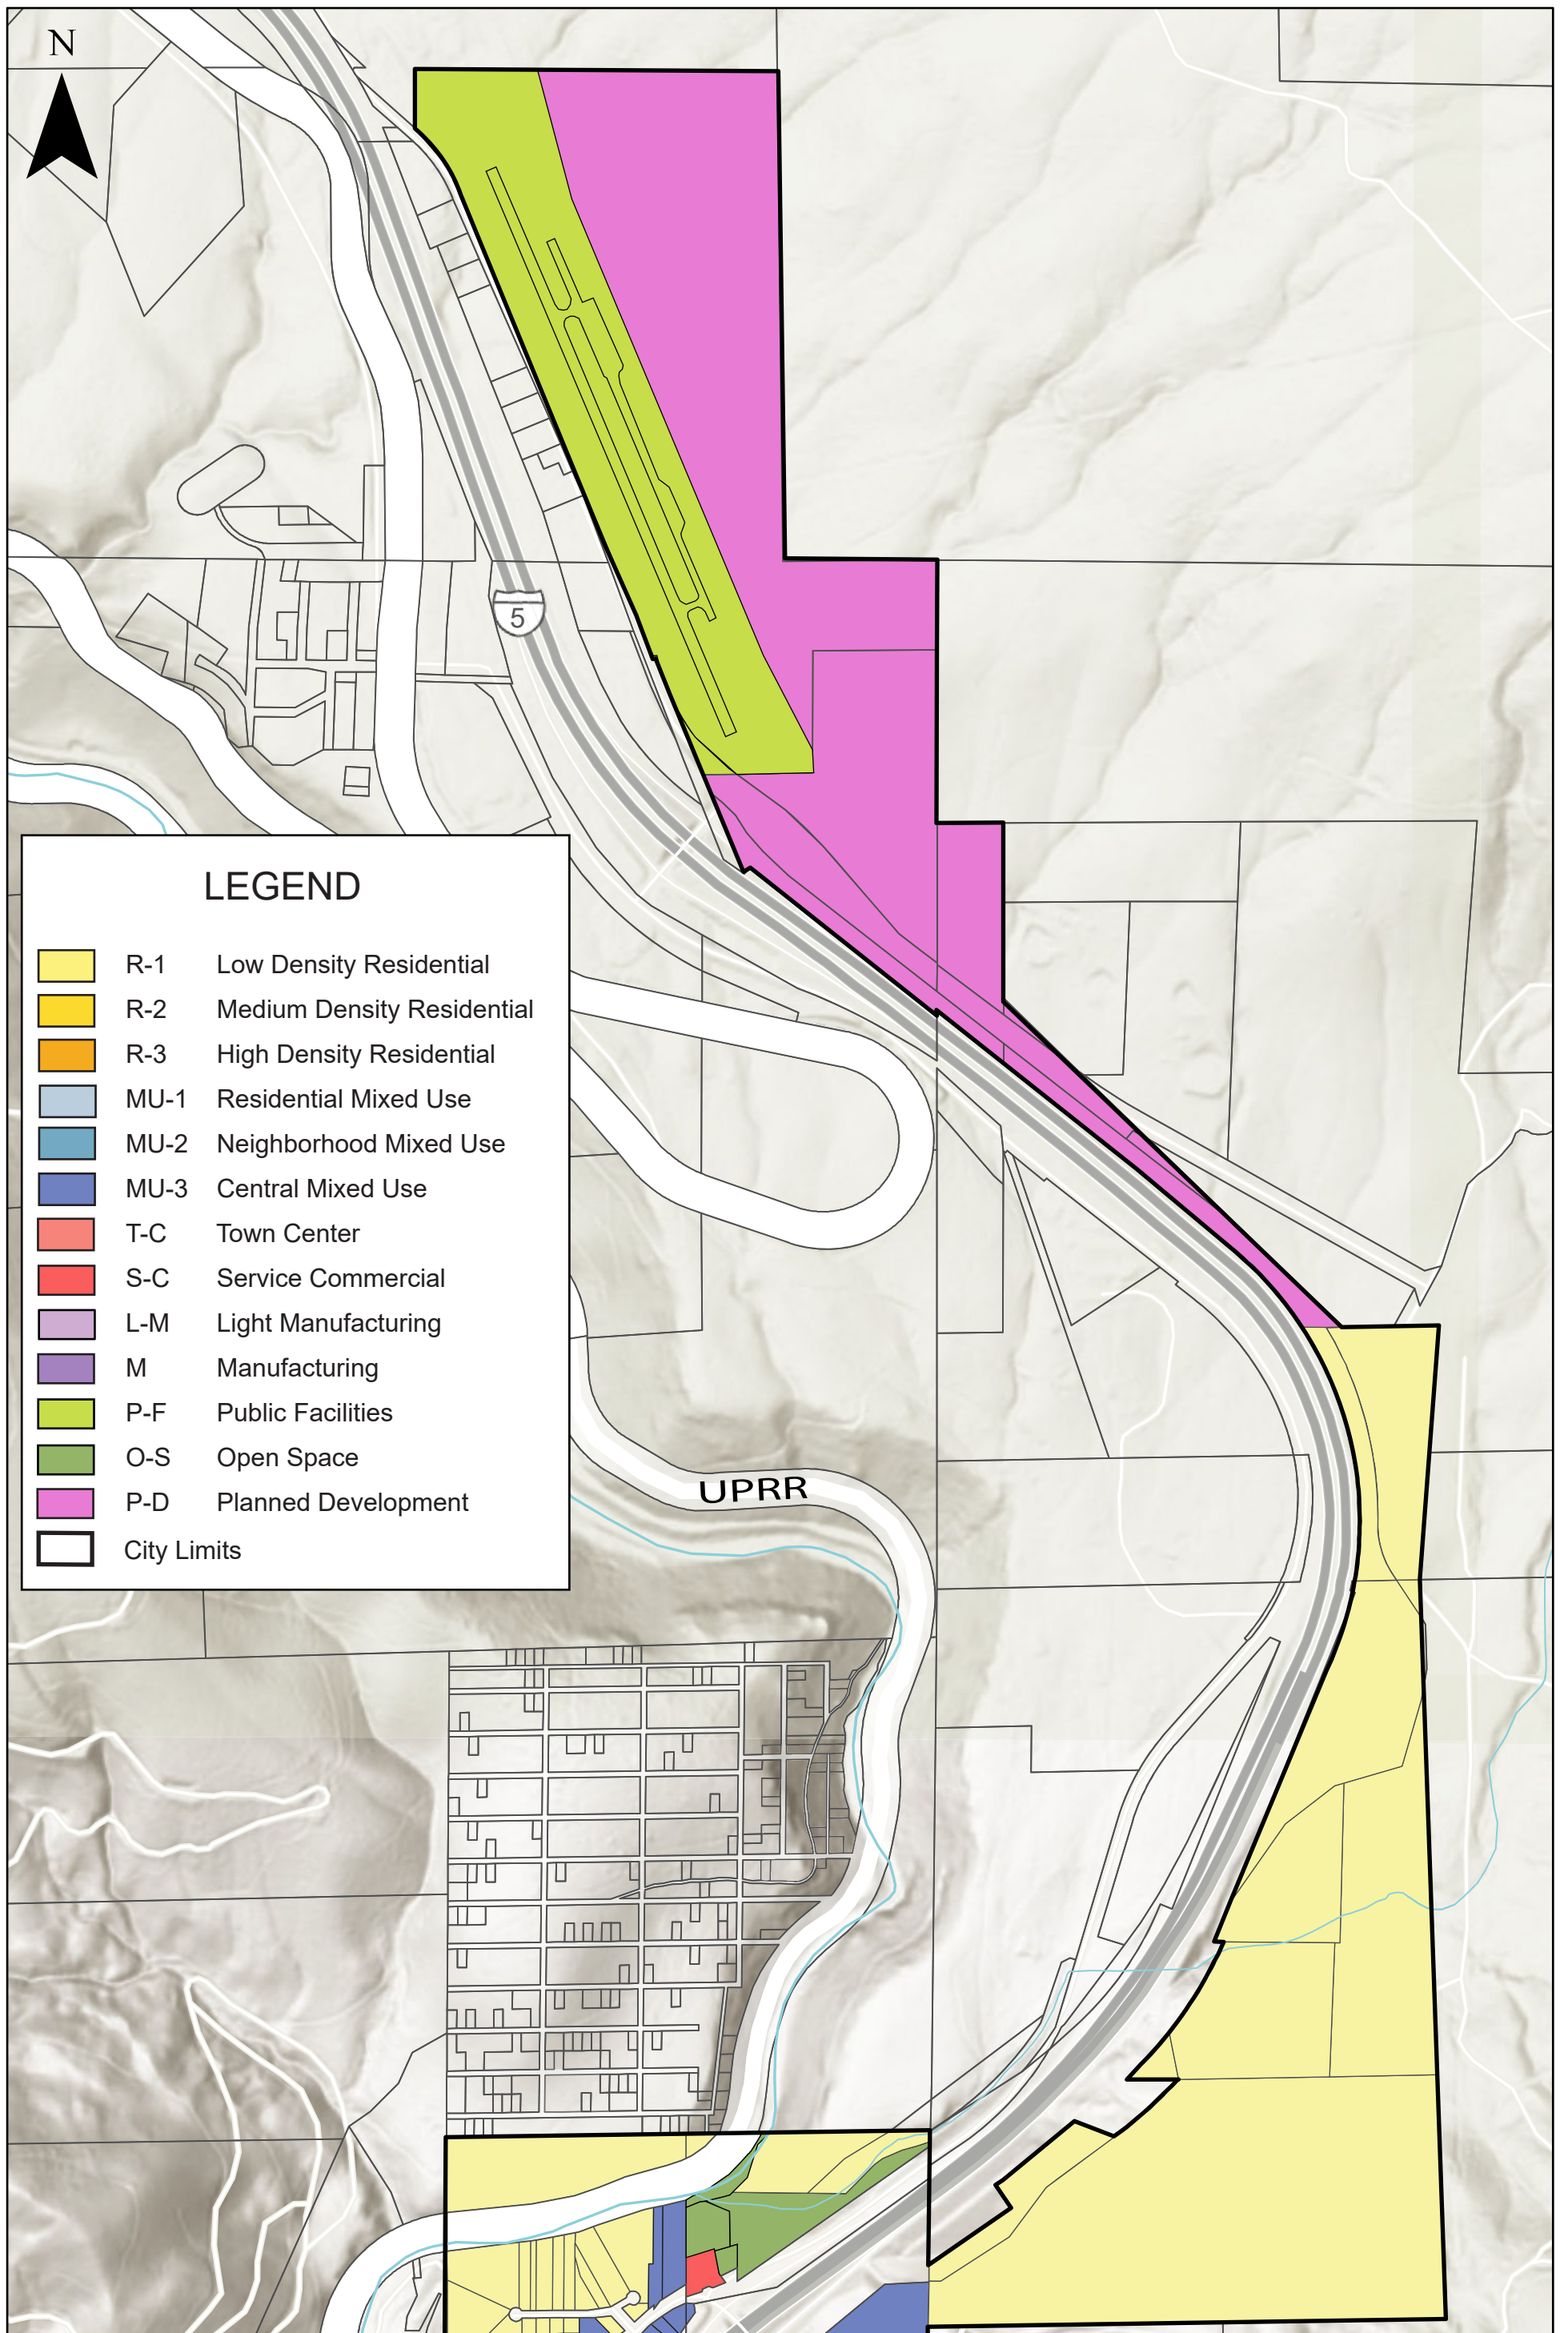 N
5
LEGEND
R-1 Low Density Residential
R-2 Medium Density Residential
R-3 High Density Residential
MU-1 Residential Mixed Use
MU-2 Neighborhood Mixed Use
MU-3 Central Mixed Use
T-C Town Center
S-C Service Commercial
L-M Light Manufacturing
M Manufacturing
P-F Public Facilities
O-S Open Space
P-D Planned Development
City Limits
UPRR